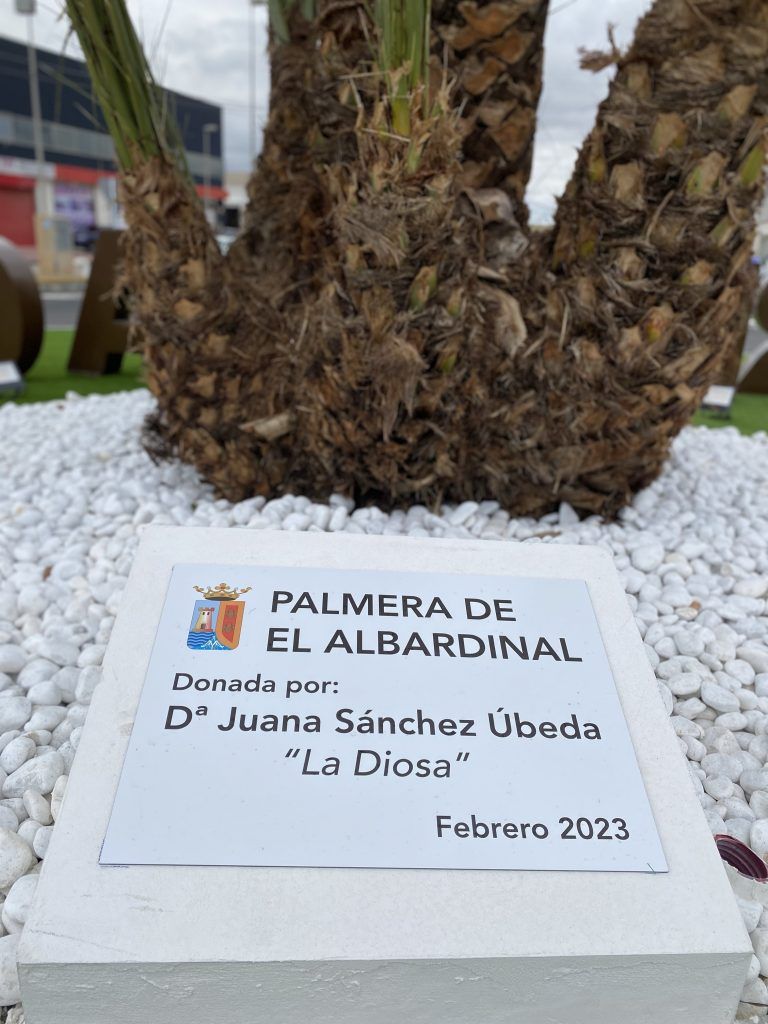 PALMERA DE
EL ALBARDINAL
Donada por:
Dª Juana Sánchez Úbeda
“La Diosa”
Febrero 2023